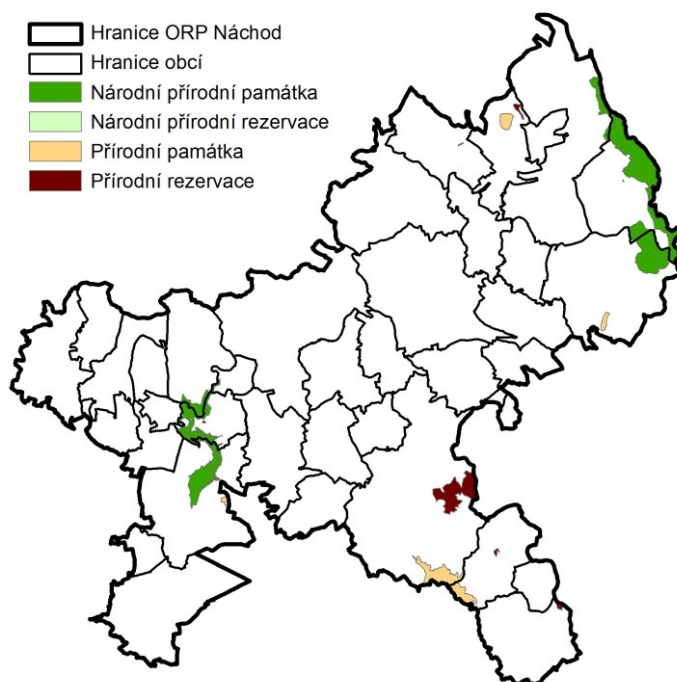 Hranice ORP Náchod
Hranice obcí
Národní přírodní památka
Národní přírodní rezervace
Přírodní památka
Přírodní rezervace